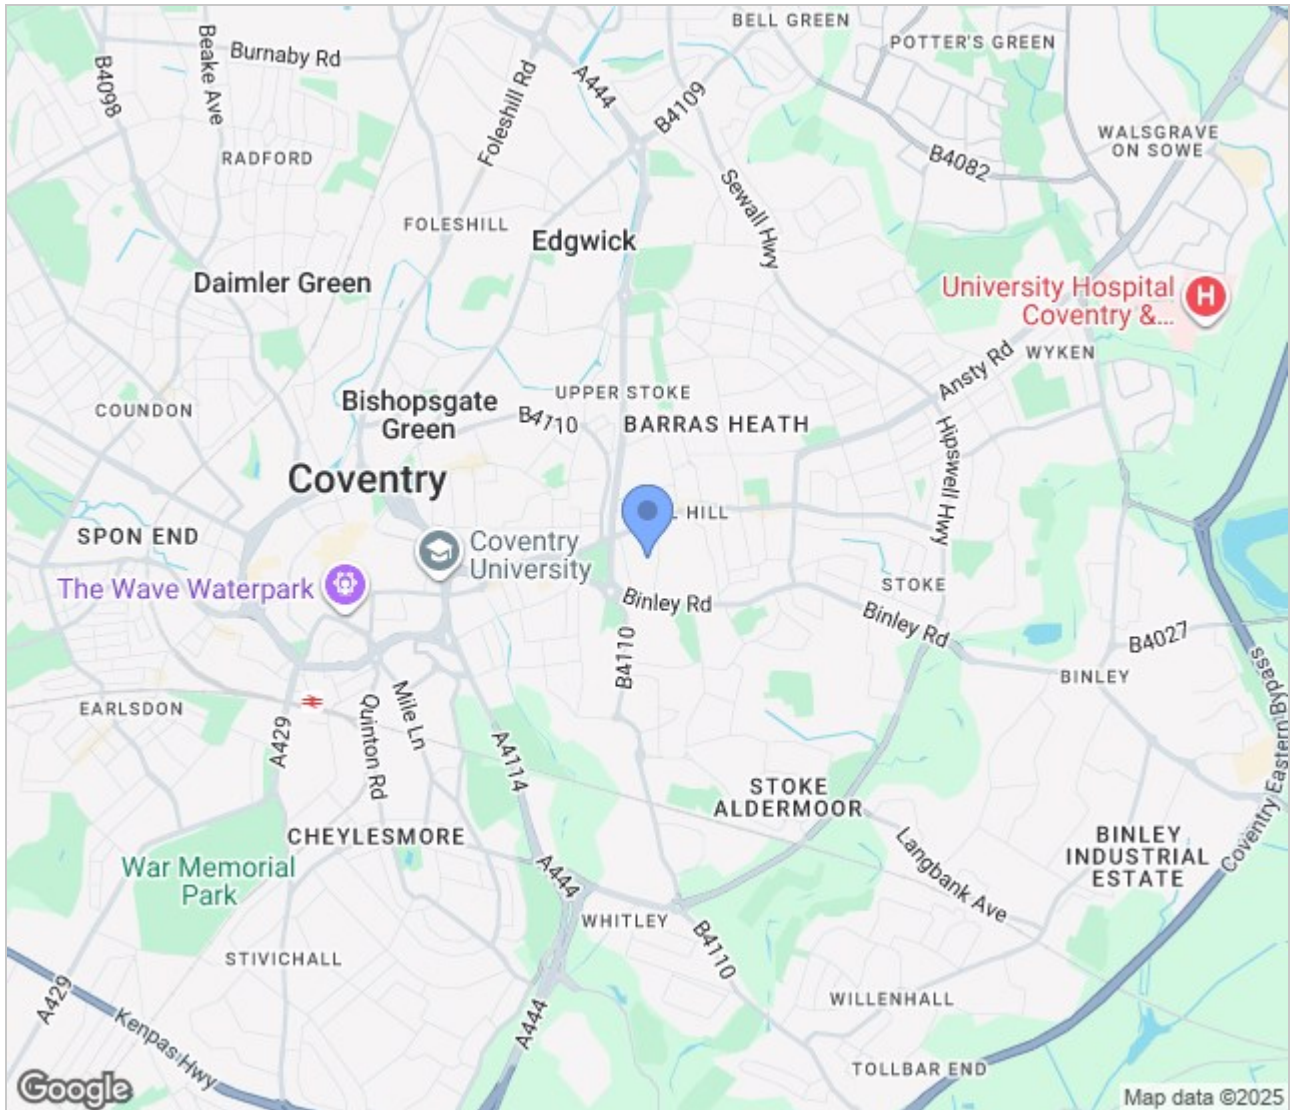 BELL GREEN
POTTER'S GREEN
Burnaby Rd
Beake Ave
B4098
Foleshill Rd
A444
B4109
WALSGRAVE
ON SOWE
B4082
RADFORD
Sewall Hwy
FOLESHILL
Edgwick
Daimler Green
University Hospital
Coventry &...
H
WYKEN
Ansty Rd
UPPER STOKE
COUNDON
Bishopsgate
Green
B4110
BARRAS HEATH
Hipswell Hwy
Coventry
L HILL
SPON END
Coventry
University
The Wave Waterpark
STOKE
Binley Rd
Binley Rd
B4027
B4110
BINLEY
EARLSDON
Mile Ln
Quinton Rd
A429
A4114
Coventry Eastern Bypass
STOKE
ALDERMOOR
CHEYLESMORE
BINLEY
INDUSTRIAL
ESTATE
Langbank Ave
War Memorial
Park
A444
WHITLEY
B4110
STIVICHALL
WILLENHALL
A429
Kenpas Hwy
A444
TOLLBAR END
Google
Map data ©2025